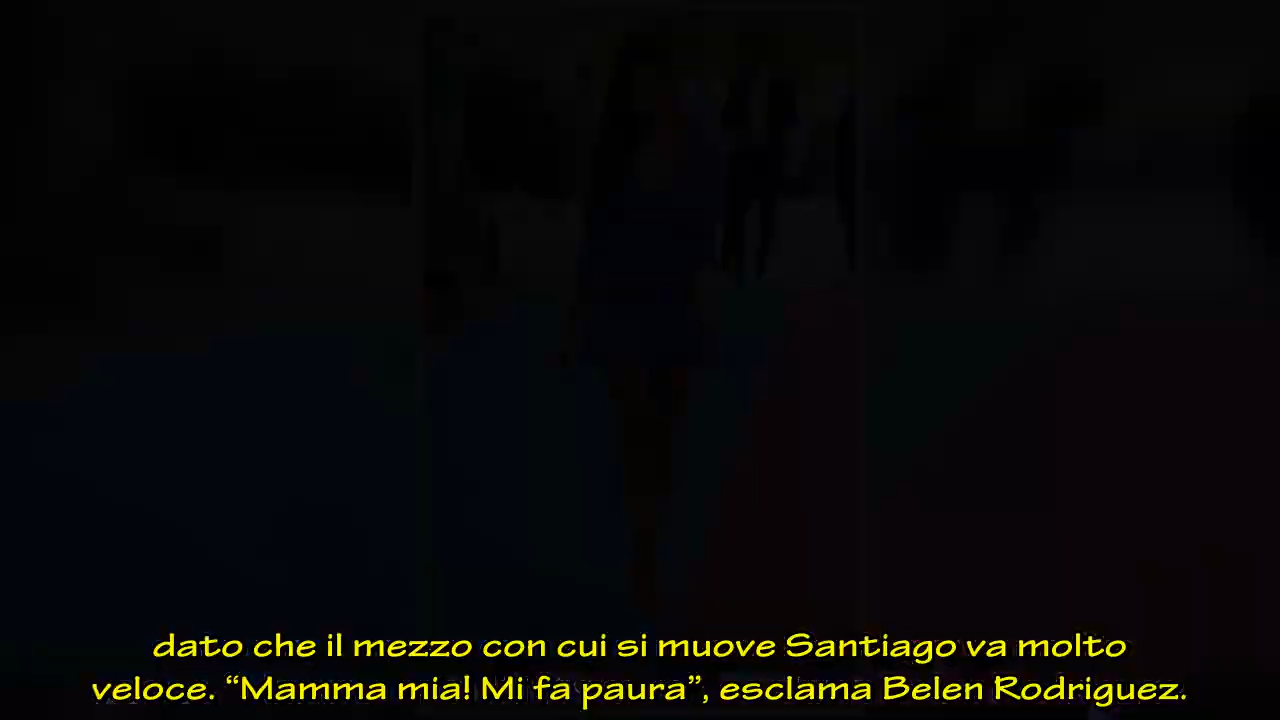 dato che il mezzo con cui si muove Santiago va molto
veloce. “Mamma mia! Mi fa paura”, esclama Belen Rodriguez.